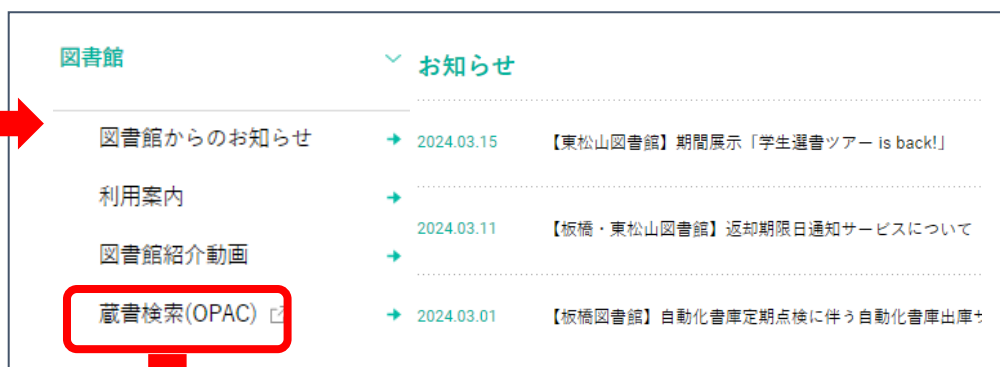 図書館
図書館からのお知らせ
利用案内
図書館紹介動画
蔵書検索(OPAC)
お知らせ
2024.03.15 【東松山図書館】期間展示「学生選書ツアー is back!」
2024.03.11 【板橋・東松山図書館】返却期限日通知サービスについて
2024.03.01 【板橋図書館】自動化書庫定期点検に伴う自動化書庫出庫